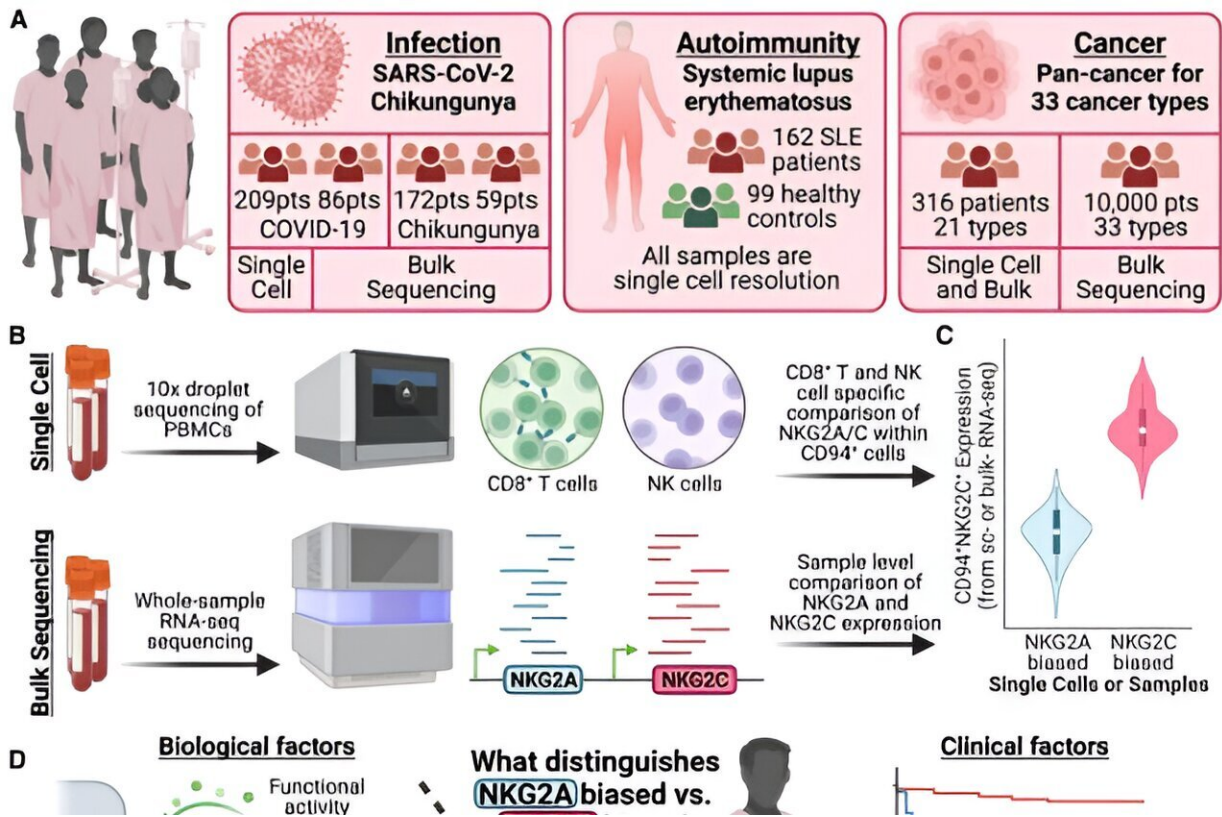 A
Infection
SARS-CoV-2
Chikungunya
209pts 86pts
COVID-19
172pts 59pts
Chikungunya
Single
Cell
Bulk
Sequencing
Autoimmunity
Systemic lupus
erythematosus
162 SLE
patients
99 healthy
controls
All samples are
single cell resolution
Cancer
Pan-cancer for
33 cancer types
316 patients
21 types
10,000 pts
33 types
Single Cell
and Bulk
Bulk
Sequencing
B
Single Cell
10x droplet
sequencing of
PBMCs
CD8⁺ T cells
NK cells
CD8⁺ T and NK
cell specific
comparison of
NKG2A/C within
CD94⁺ cells
Bulk Sequencing
Whole-sample
RNA-seq
sequencing
NKG2A
NKG2C
Sample level
comparison of
NKG2A and
NKG2C expression
C
CD94⁺NKG2C⁺ Expression
(from sc- or bulk- RNA-seq)
NKG2A
biased
NKG2C
biased
Single Cells or Samples
D
Biological factors
Functional
activity
What distinguishes
NKG2A biased vs.
Clinical factors